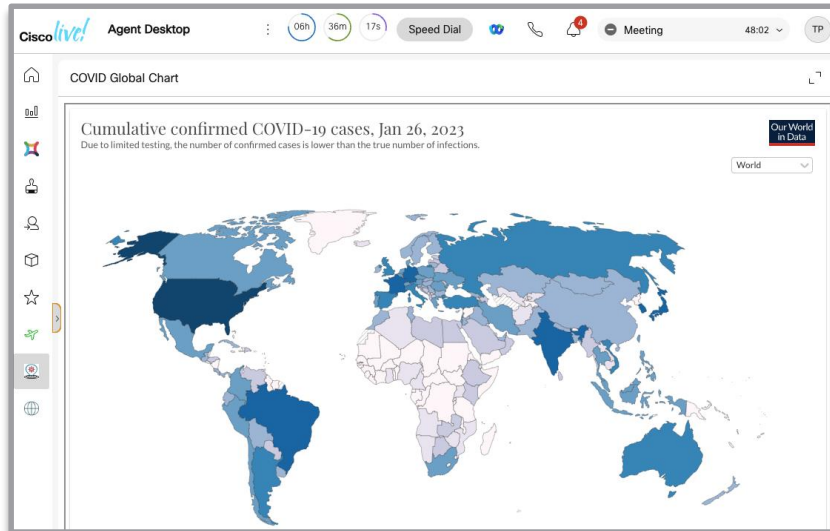 Cisco live!
Agent Desktop
06h
36m
17s
Speed Dial
4
Meeting
48:02
TP
COVID Global Chart
Cumulative confirmed COVID-19 cases, Jan 26, 2023
Due to limited testing, the number of confirmed cases is lower than the true number of infections.
Our World
in Data
World